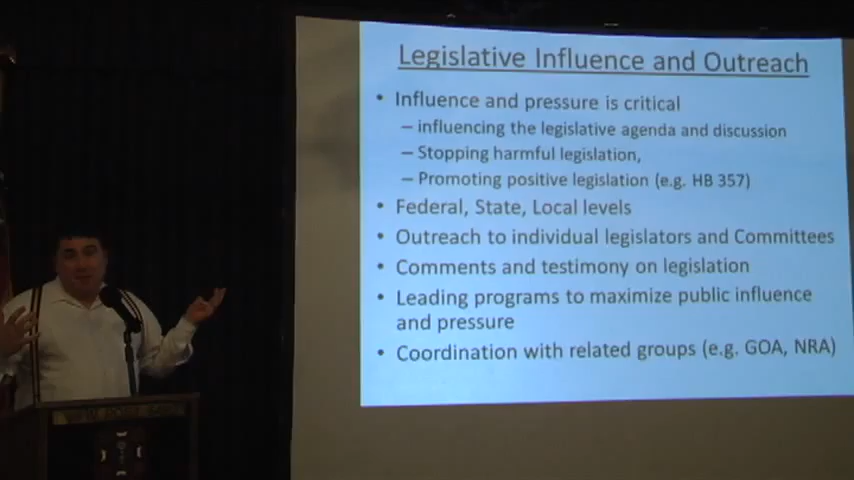 Legislative Influence and Outreach
• Influence and pressure is critical
– influencing the legislative agenda and discussion
– Stopping harmful legislation,
– Promoting positive legislation (e.g. HB 357)
• Federal, State, Local levels
• Outreach to individual legislators and Committees
• Comments and testimony on legislation
• Leading programs to maximize public influence
and pressure
• Coordination with related groups (e.g. GOA, NRA)